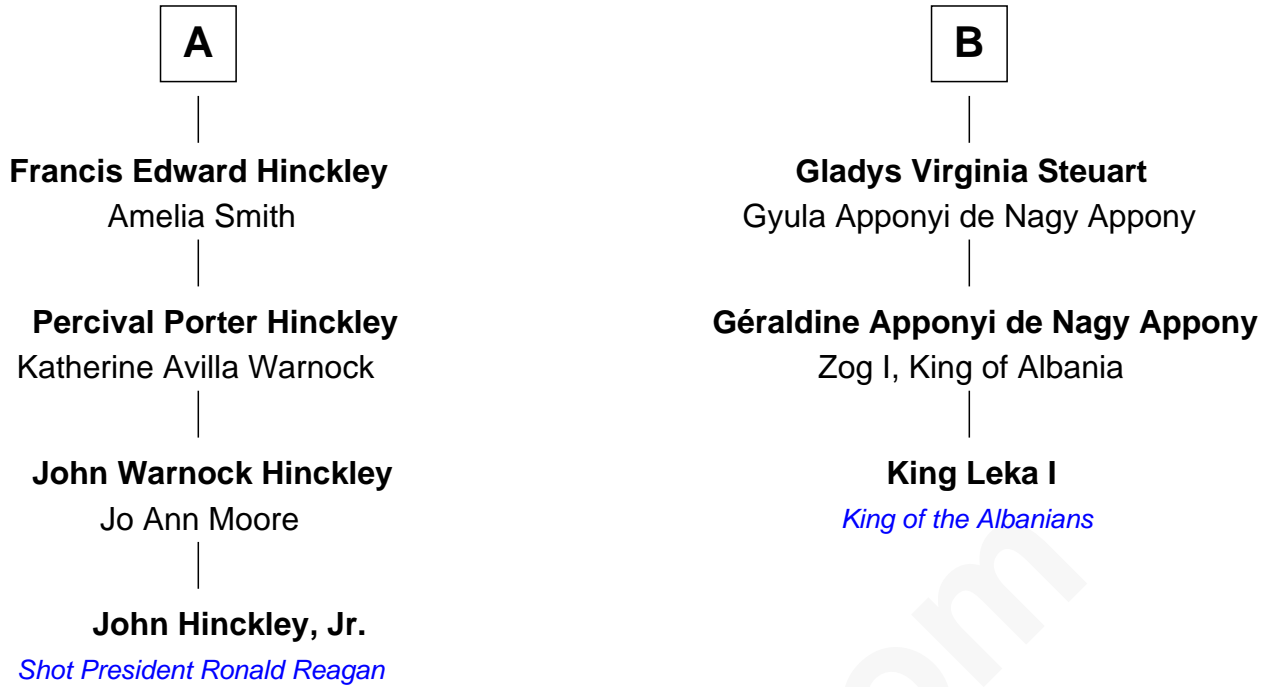 A
Francis Edward Hinckley
Amelia Smith
Percival Porter Hinckley
Katherine Avilla Warnock
John Warnock Hinckley
Jo Ann Moore
John Hinckley, Jr.
Shot President Ronald Reagan
B
Gladys Virginia Steuart
Gyula Apponyi de Nagy Appony
Géraldine Apponyi de Nagy Appony
Zog I, King of Albania
King Leka I
King of the Albanians
om